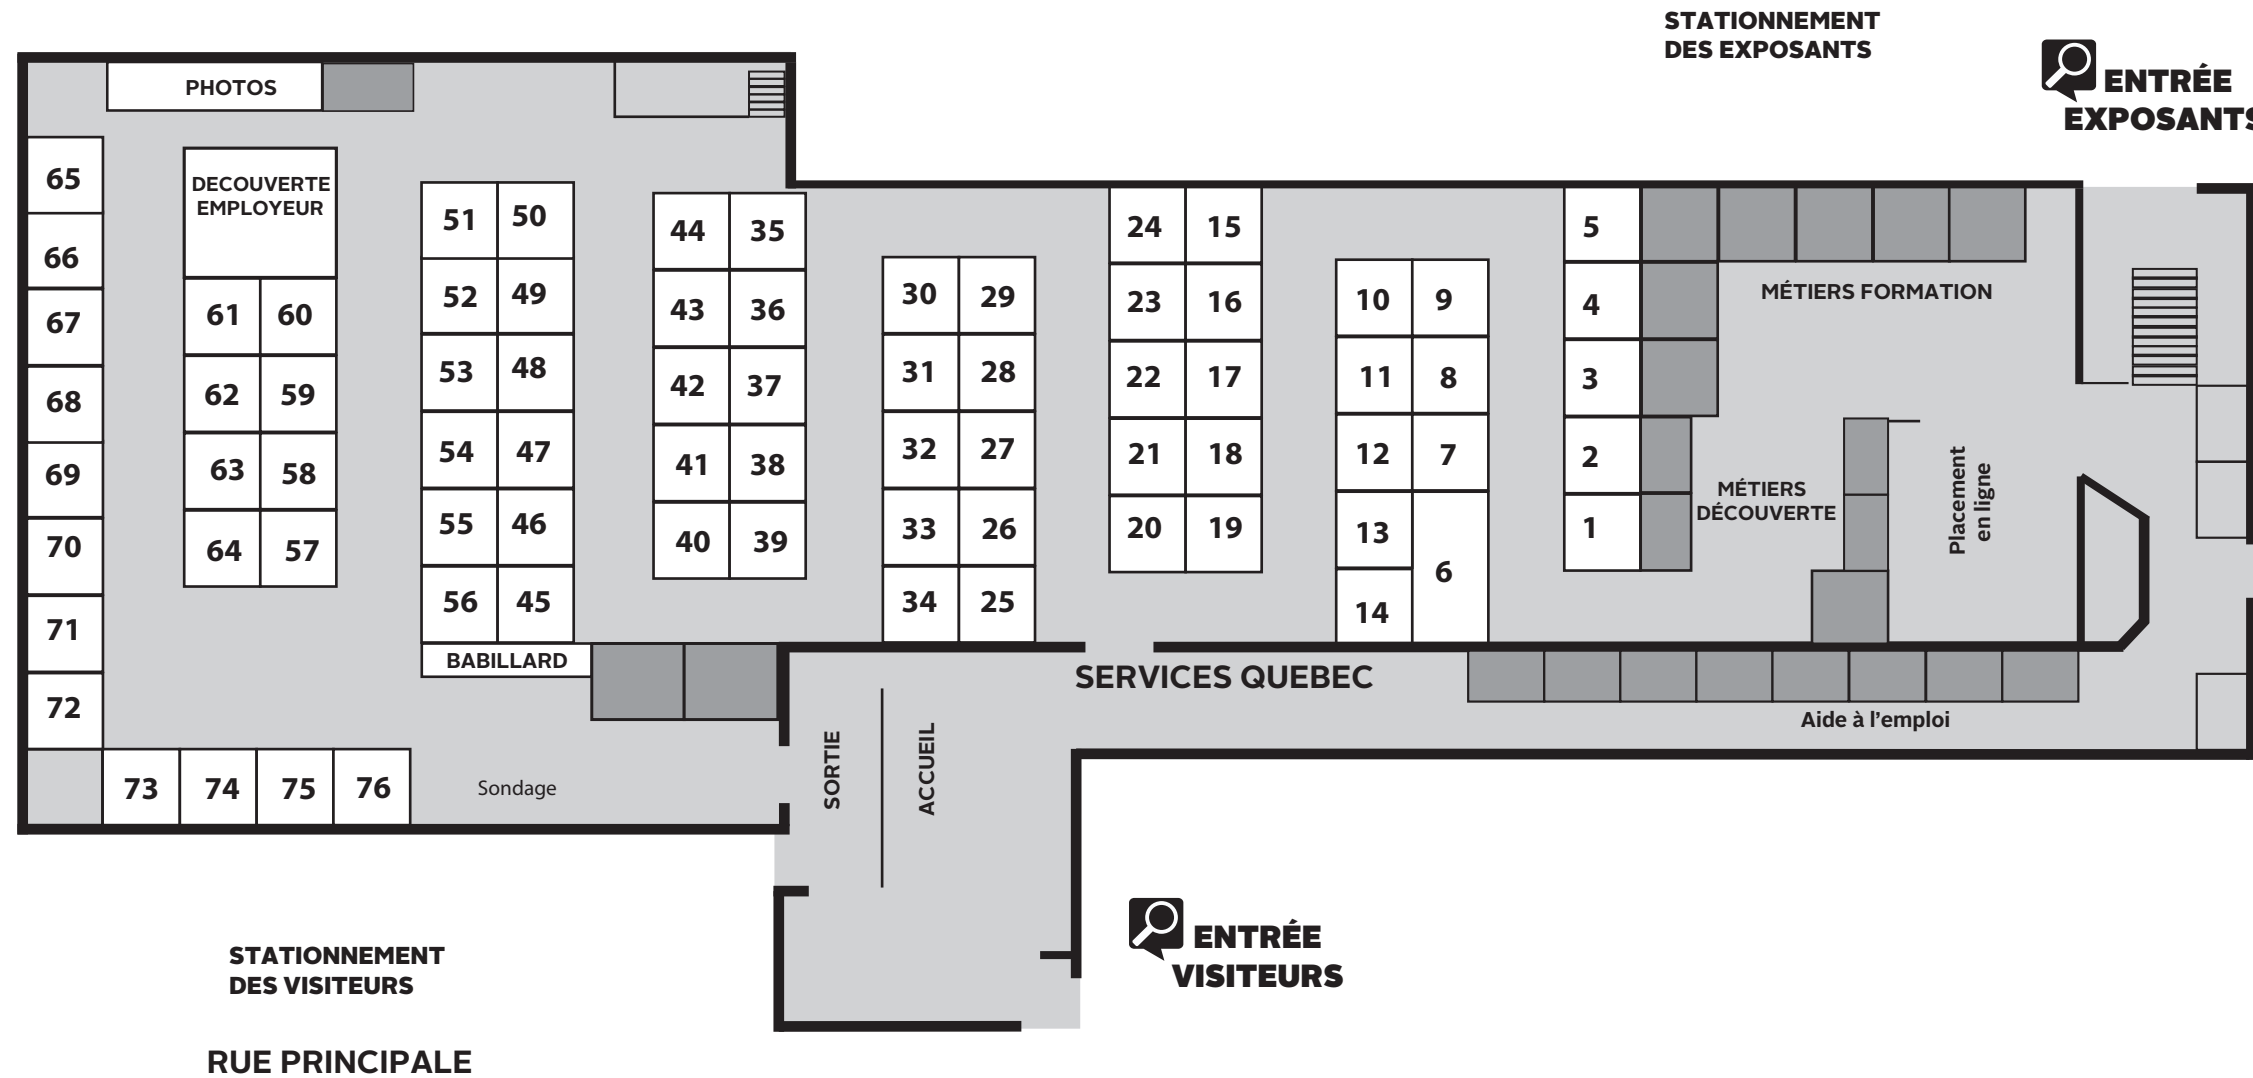 STATIONNEMENT
DES EXPOSANTS
ENTRÉE
EXPOSANTS
PHOTOS
65
66
67
68
69
70
71
72
73 74 75 76
DECOUVERTE
EMPLOYEUR
61 60
62 59
63 58
64 57
51 50
52 49
53 48
54 47
55 46
56 45
BABILLARD
Sondage
44 35
43 36
42 37
41 38
40 39
30 29
31 28
32 27
33 26
34 25
24 15
23 16
22 17
21 18
20 19
10 9
11 8
12 7
13
6
14
5
4
3
2
1
MÉTIERS FORMATION
MÉTIERS
DÉCOUVERTE
Placement
en ligne
SERVICES QUEBEC
Aide à l’emploi
SORTIE
ACCUEIL
ENTRÉE
VISITEURS
STATIONNEMENT
DES VISITEURS
RUE PRINCIPALE